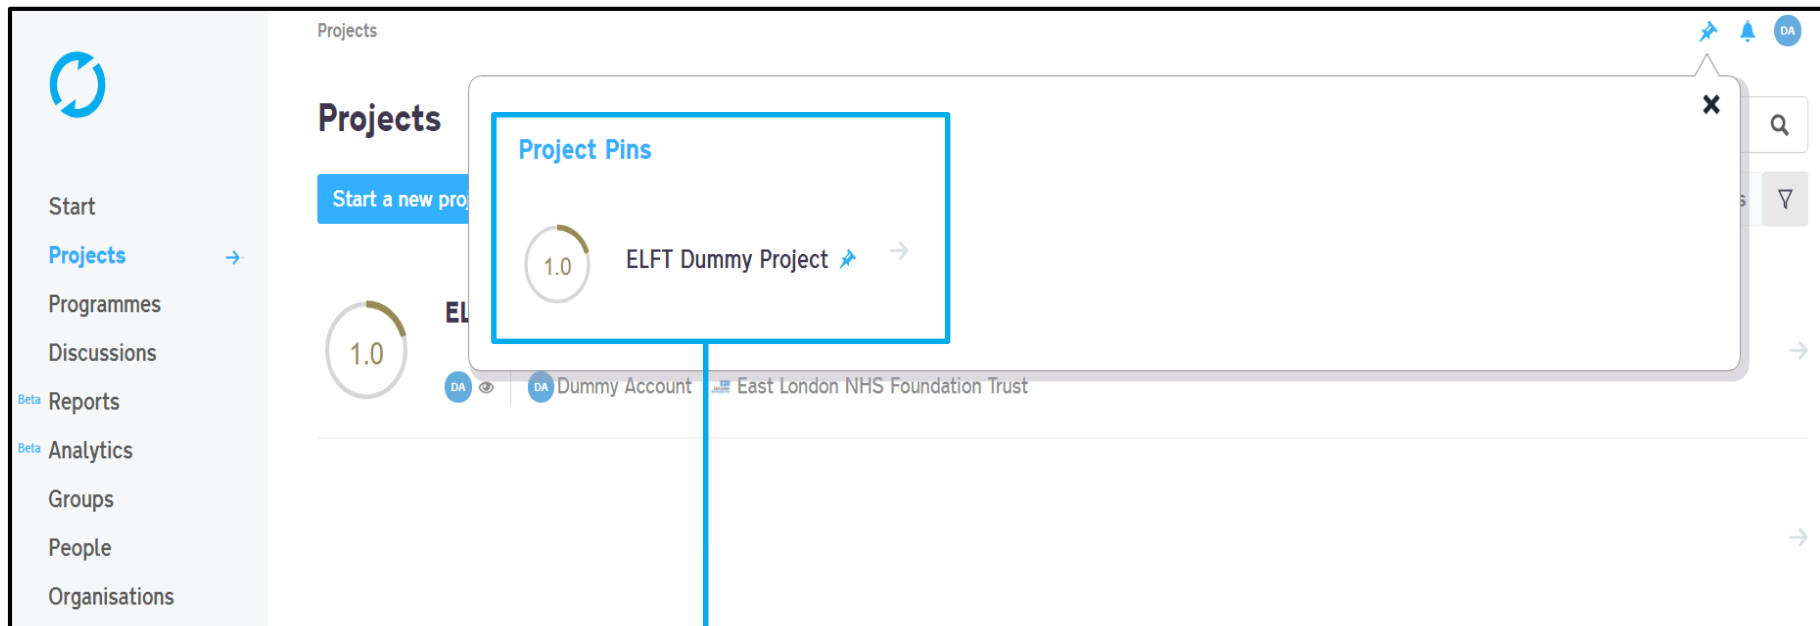 Projects
DA
Projects
Project Pins
Start a new proj
s
1.0
ELFT Dummy Project
Start
Projects
Programmes
Discussions
Beta Reports
Beta Analytics
Groups
People
Organisations
EL
1.0
DA
DA Dummy Account
East London NHS Foundation Trust